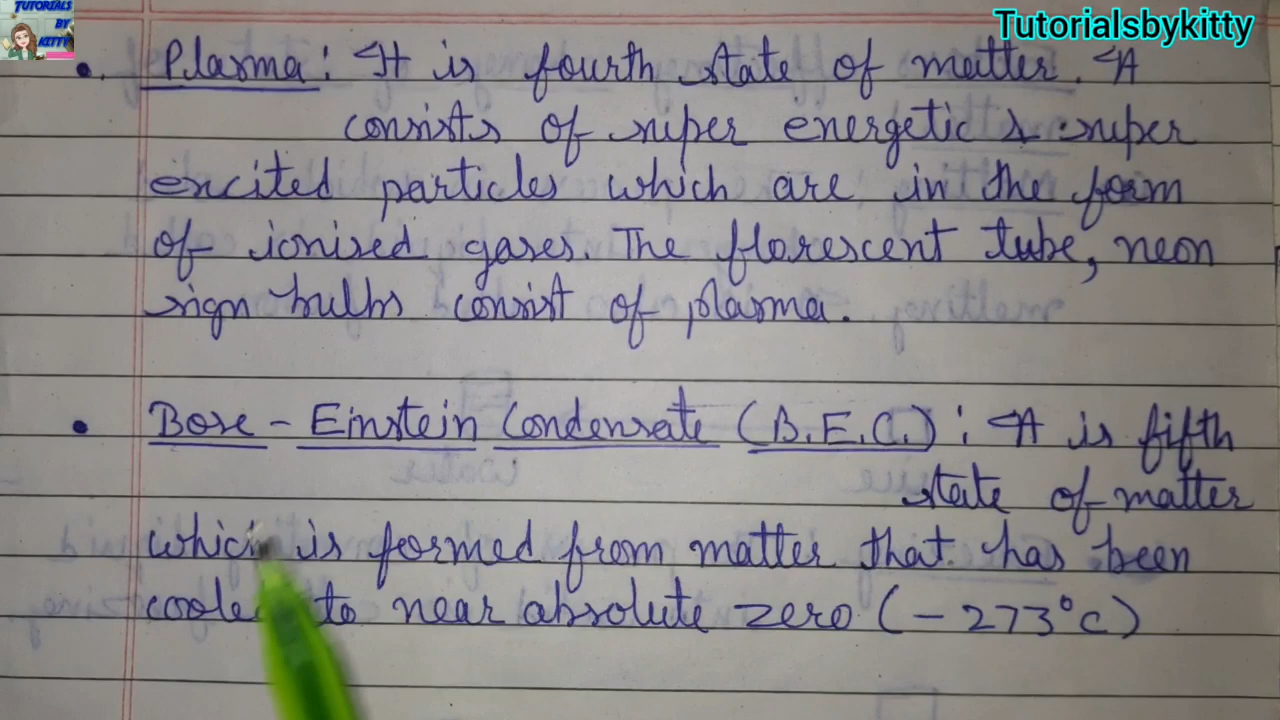 TUTORIALS
BY
KITTY
Tutorialsbykitty
• Plasma : It is fourth state of matter. It
consists of super energetic & super
excited particles which are in the form
of ionised gases. The florescent tube, neon
sign bulbs consist of plasma.
• Bose - Einstein Condensate (B.E.C.) : It is fifth
state of matter
which is formed from matter that has been
cooled to near absolute zero (- 273°C)